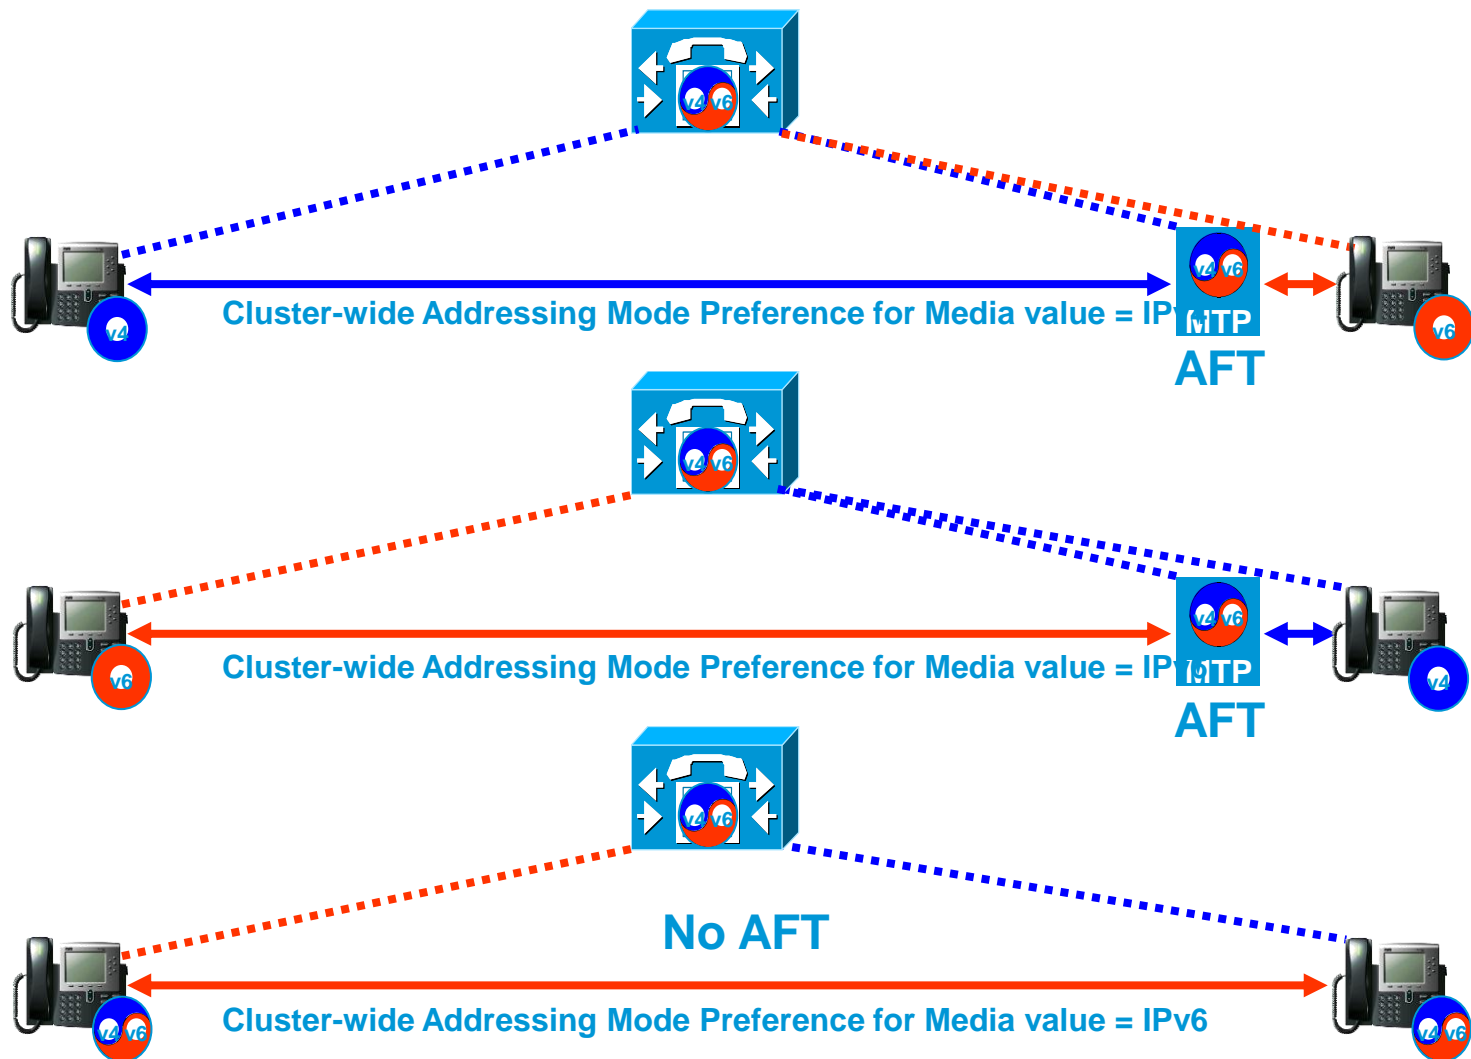 v4 v6
v4 v6
Cluster-wide Addressing Mode Preference for Media value = IPv4
MTP
v4
v6
AFT
v4 v6
v4 v6
Cluster-wide Addressing Mode Preference for Media value = IPv6
MTP
v6
v4
AFT
v4 v6
No AFT
Cluster-wide Addressing Mode Preference for Media value = IPv6
v4 v6
v4 v6